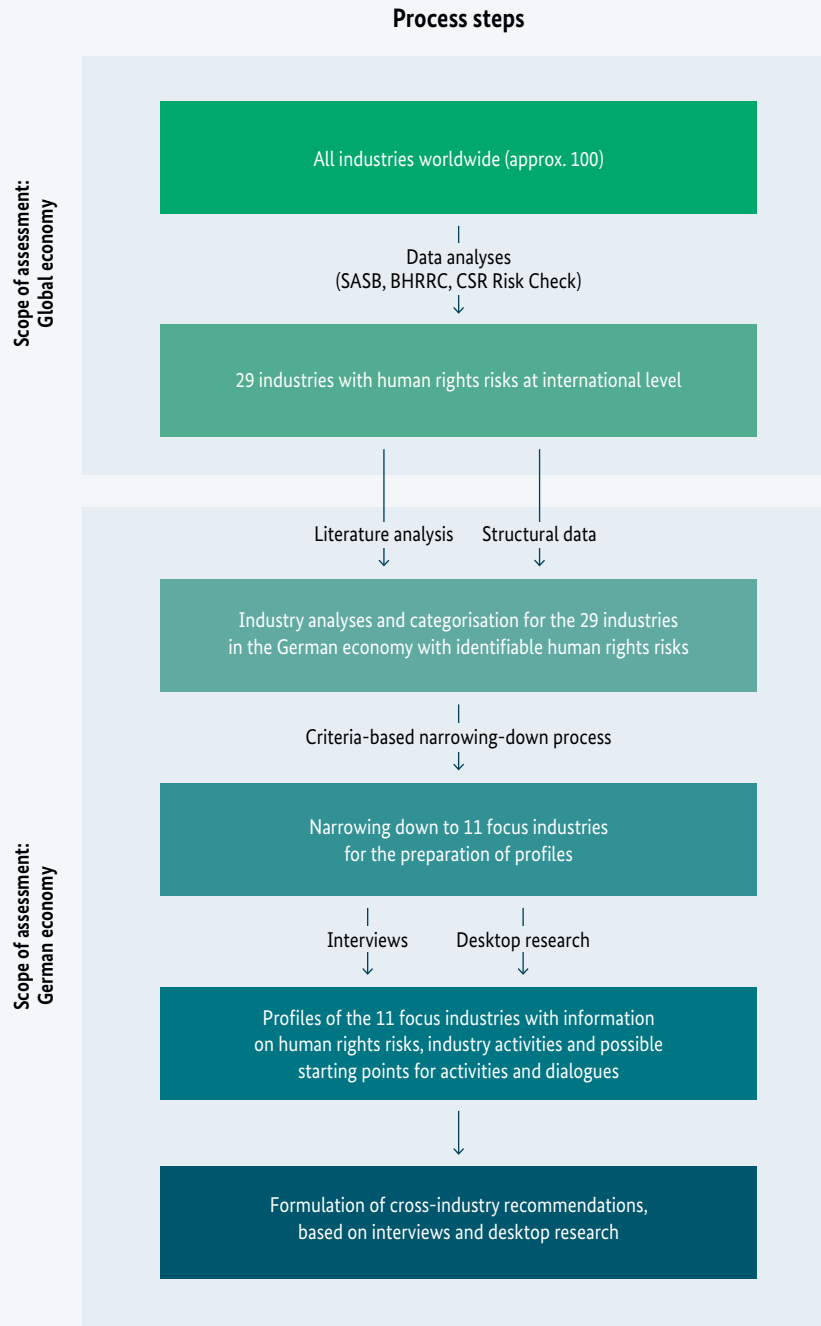 Process steps
Scope of assessment:
Global economy
All industries worldwide (approx. 100)
Data analyses
(SASB, BHRRC, CSR Risk Check)
29 industries with human rights risks at international level
Scope of assessment:
German economy
Literature analysis
Structural data
Industry analyses and categorisation for the 29 industries
in the German economy with identifiable human rights risks
Criteria-based narrowing-down process
Narrowing down to 11 focus industries
for the preparation of profiles
Interviews
Desktop research
Profiles of the 11 focus industries with information
on human rights risks, industry activities and possible
starting points for activities and dialogues
Formulation of cross-industry recommendations,
based on interviews and desktop research